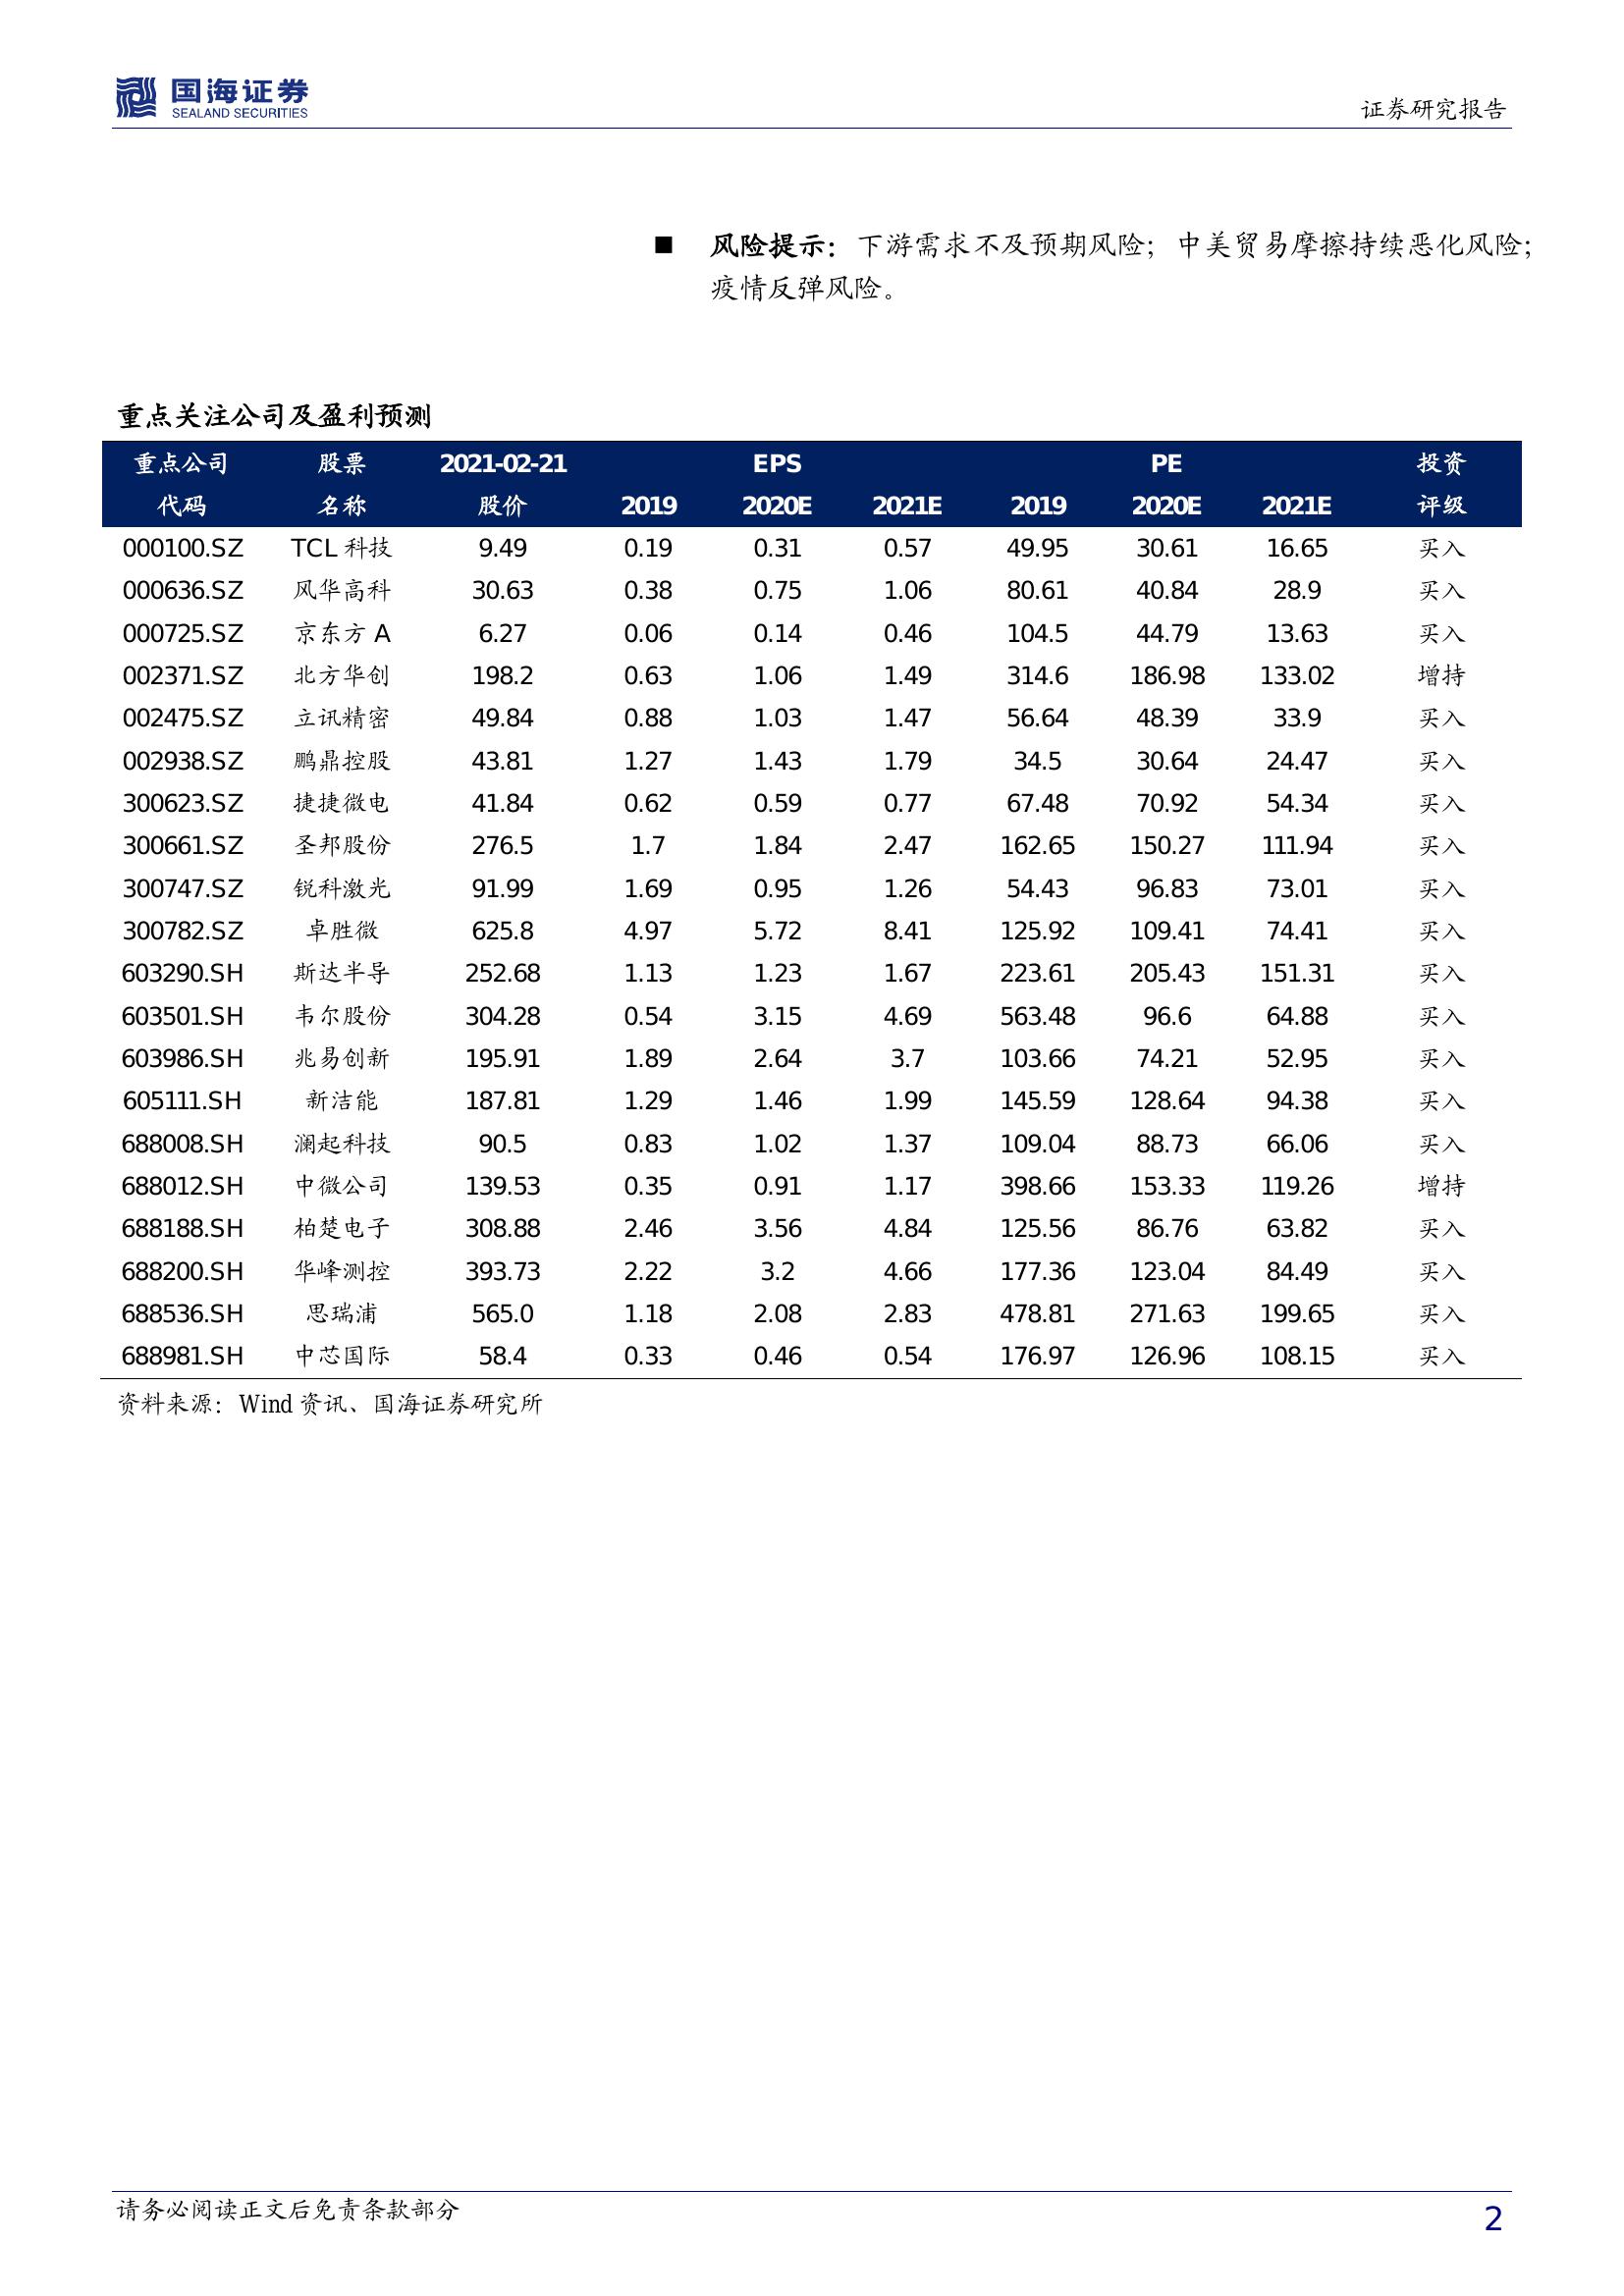 国海证券
SEALAND SECURITIES
证券研究报告
■ 风险提示：下游需求不及预期风险；中美贸易摩擦持续恶化风险；
疫情反弹风险。
重点关注公司及盈利预测
重点公司 股票 2021-02-21 EPS PE 投资
代码 名称 股价 2019 2020E 2021E 2019 2020E 2021E 评级
000100.SZ TCL 科技 9.49 0.19 0.31 0.57 49.95 30.61 16.65 买入
000636.SZ 风华高科 30.63 0.38 0.75 1.06 80.61 40.84 28.9 买入
000725.SZ 京东方 A 6.27 0.06 0.14 0.46 104.5 44.79 13.63 买入
002371.SZ 北方华创 198.2 0.63 1.06 1.49 314.6 186.98 133.02 增持
002475.SZ 立讯精密 49.84 0.88 1.03 1.47 56.64 48.39 33.9 买入
002938.SZ 鹏鼎控股 43.81 1.27 1.43 1.79 34.5 30.64 24.47 买入
300623.SZ 捷捷微电 41.84 0.62 0.59 0.77 67.48 70.92 54.34 买入
300661.SZ 圣邦股份 276.5 1.7 1.84 2.47 162.65 150.27 111.94 买入
300747.SZ 锐科激光 91.99 1.69 0.95 1.26 54.43 96.83 73.01 买入
300782.SZ 卓胜微 625.8 4.97 5.72 8.41 125.92 109.41 74.41 买入
603290.SH 斯达半导 252.68 1.13 1.23 1.67 223.61 205.43 151.31 买入
603501.SH 韦尔股份 304.28 0.54 3.15 4.69 563.48 96.6 64.88 买入
603986.SH 兆易创新 195.91 1.89 2.64 3.7 103.66 74.21 52.95 买入
605111.SH 新洁能 187.81 1.29 1.46 1.99 145.59 128.64 94.38 买入
688008.SH 澜起科技 90.5 0.83 1.02 1.37 109.04 88.73 66.06 买入
688012.SH 中微公司 139.53 0.35 0.91 1.17 398.66 153.33 119.26 增持
688188.SH 柏楚电子 308.88 2.46 3.56 4.84 125.56 86.76 63.82 买入
688200.SH 华峰测控 393.73 2.22 3.2 4.66 177.36 123.04 84.49 买入
688536.SH 思瑞浦 565.0 1.18 2.08 2.83 478.81 271.63 199.65 买入
688981.SH 中芯国际 58.4 0.33 0.46 0.54 176.97 126.96 108.15 买入
资料来源：Wind 资讯、国海证券研究所
请务必阅读正文后免责条款部分
2